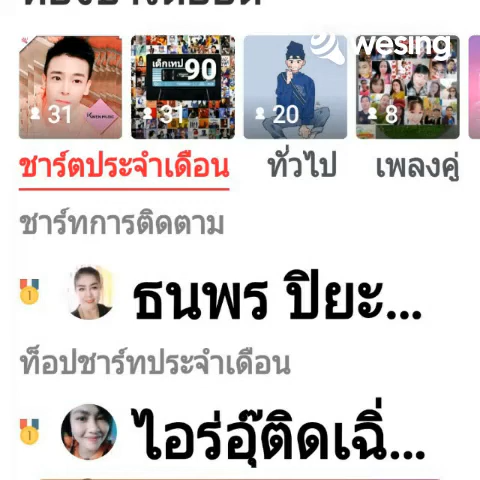 wesing
เด็กเทป 90
31 31 20 8
ชาร์ตประจำเดือน ทั่วไป เพลงคู่
ชาร์ทการติดตาม
1 ธนพร ปิยะ...
ท็อปชาร์ทประจำเดือน
1 ไอร่อุ๊ติดเฉิ่...